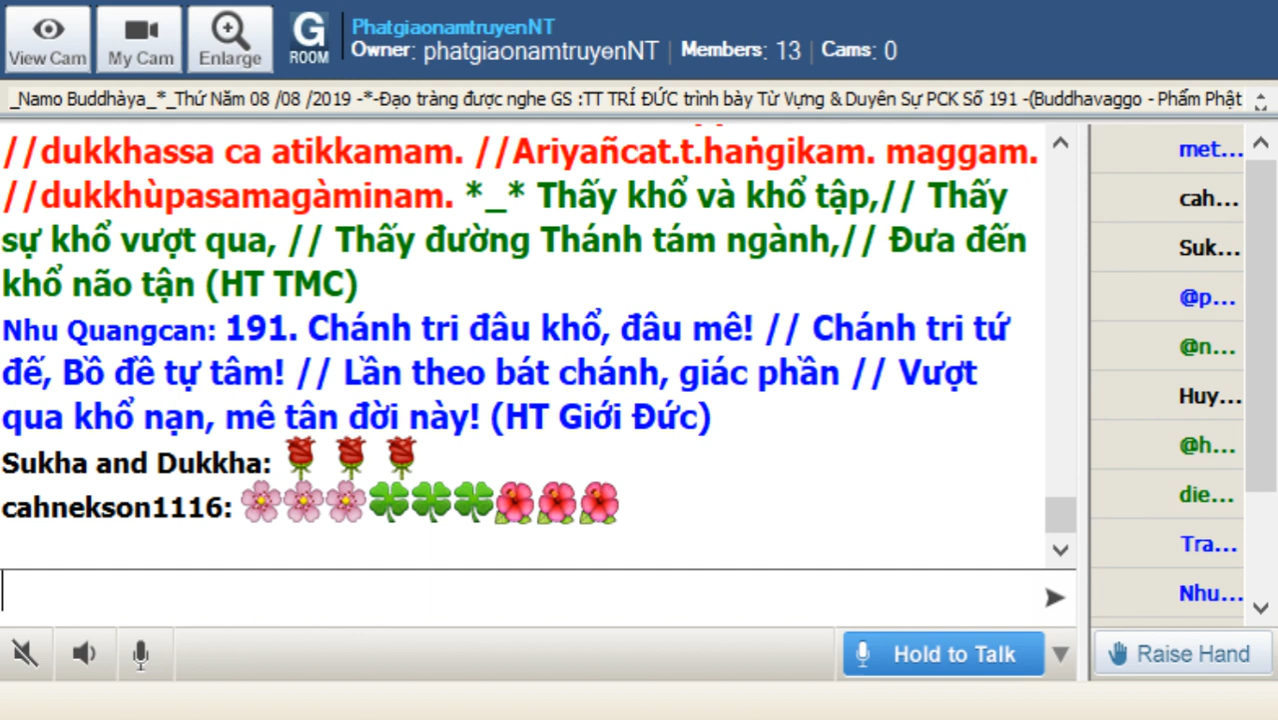 View Cam
My Cam
Enlarge
G
ROOM
PhatgiaonamtruyenNT
Owner: phatgiaonamtruyenNT | Members: 13 | Cams: 0
_Namo Buddhàya_*_Thứ Năm 08 /08 /2019 -*-Đạo tràng được nghe GS :TT TRÍ ĐỨC trình bày Từ Vựng & Duyên Sự PCK Số 191 -(Buddhavaggo - Phẩm Phật
//dukkhassa ca atikkamam. //Ariyañcat.t.haṅgikam. maggam.
//dukkhùpasamagàminam. *_* Thấy khổ và khổ tập,// Thấy
sự khổ vượt qua, // Thấy đường Thánh tám ngành,// Đưa đến
khổ não tận (HT TMC)
Nhu Quangcan: 191. Chánh tri đâu khổ, đâu mê! // Chánh tri tứ
đế, Bồ đề tự tâm! // Lần theo bát chánh, giác phần // Vượt
qua khổ nạn, mê tân đời này! (HT Giới Đức)
Sukha and Dukkha:
cahnekson1116:
met...
cah...
Suk...
@p...
@n...
Huy...
@h...
die...
Tra...
Nhu...
Hold to Talk
Raise Hand